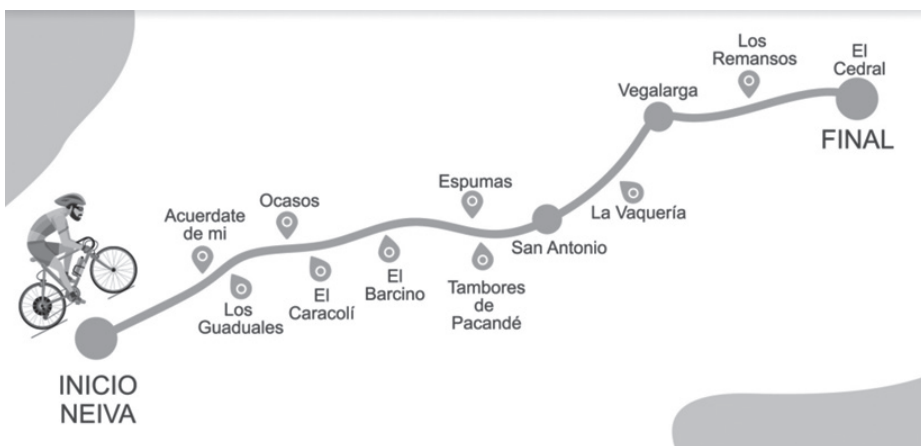 Los
Remansos
El
Cedral
Vegalarga
FINAL
Espumas
Ocasos
Acuerdate
de mi
La Vaquería
San Antonio
El
Barcino
Tambores
de
Pacandé
El
Caracolí
Los
Guaduales
INICIO
NEIVA